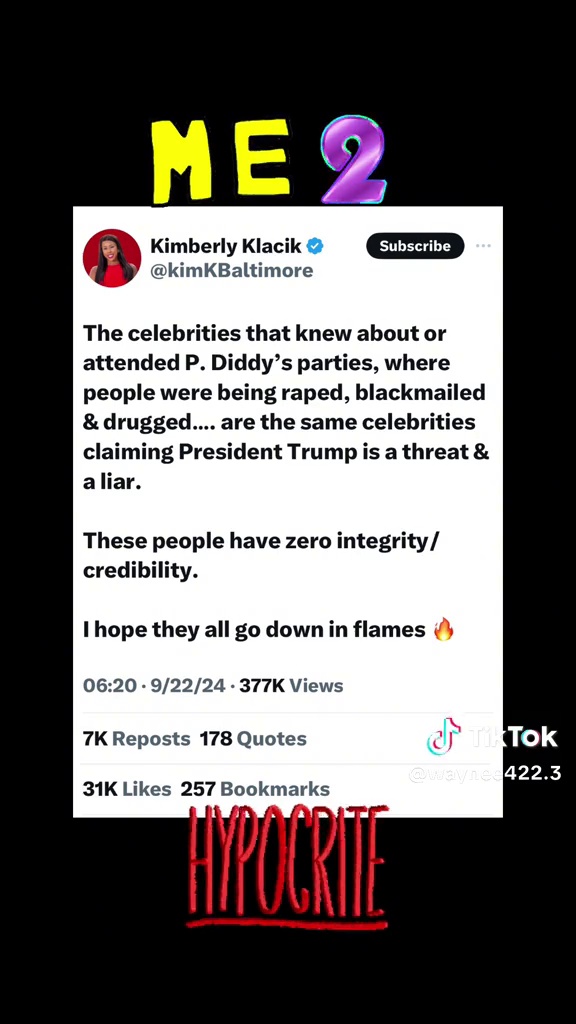 ME 2
Kimberly Klacik
Subscribe
@kimKBaltimore
The celebrities that knew about or
attended P. Diddy's parties, where
people were being raped, blackmailed
& drugged.... are the same celebrities
claiming President Trump is a threat &
a liar.
These people have zero integrity/
credibility.
I hope they all go down in flames 🔥
06:20 · 9/22/24 · 377K Views
7K Reposts 178 Quotes
TikTok
@waynee422.3
31K Likes 257 Bookmarks
HYPOCRITE